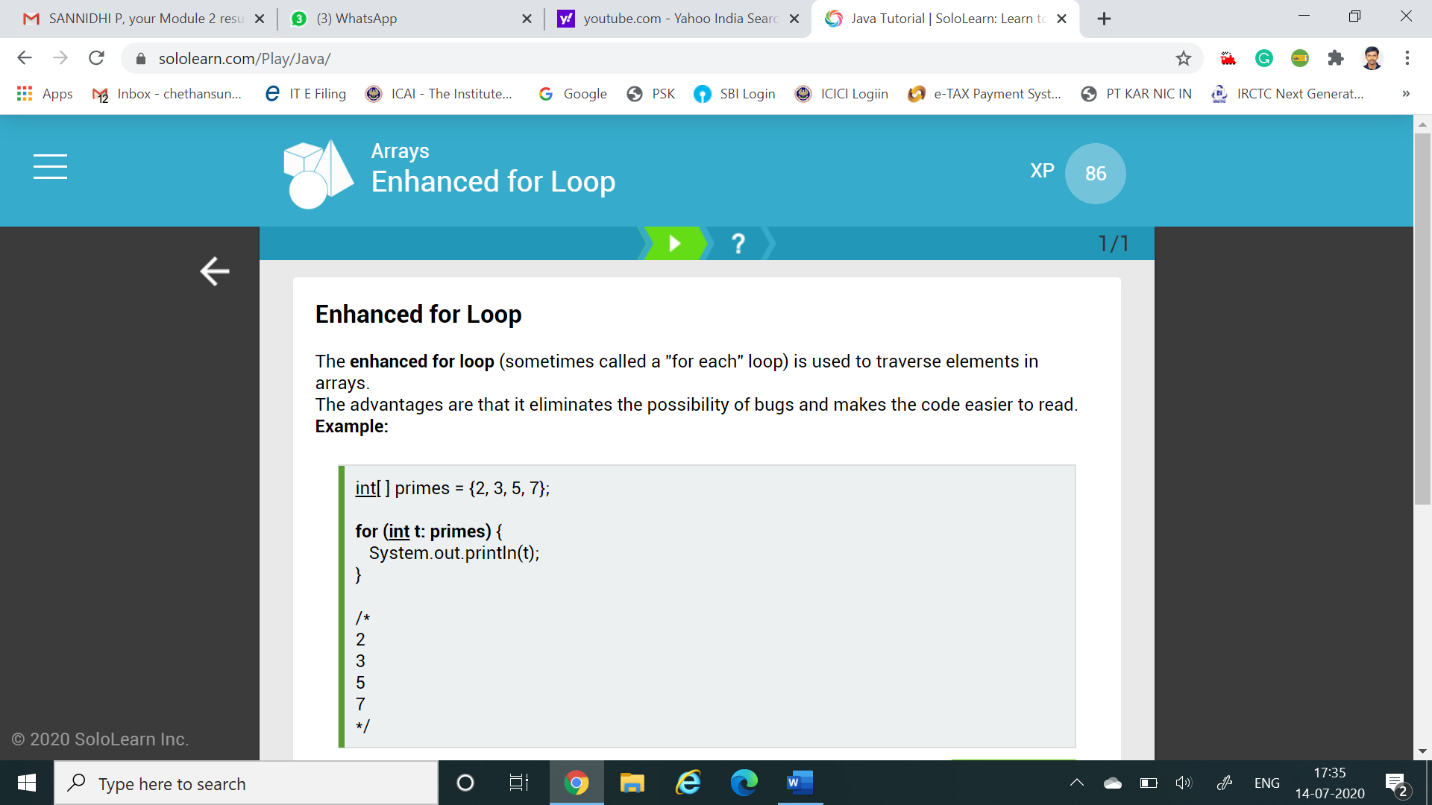 SANNIDHI P, your Module 2 resu
3 (3) WhatsApp
y! youtube.com - Yahoo India Searc
Java Tutorial | SoloLearn: Learn to
sololearn.com/Play/Java/
Apps
12 Inbox - chethansun...
IT E Filing
ICAI - The Institute...
Google
PSK
SBI Login
ICICI Logiin
e-TAX Payment Syst...
PT KAR NIC IN
IRCTC Next Generat...
»
Arrays
Enhanced for Loop
XP 86
?
1/1
Enhanced for Loop
The enhanced for loop (sometimes called a "for each" loop) is used to traverse elements in
arrays.
The advantages are that it eliminates the possibility of bugs and makes the code easier to read.
Example:
int[ ] primes = {2, 3, 5, 7};
for (int t: primes) {
System.out.println(t);
}
/*
2
3
5
7
*/
© 2020 SoloLearn Inc.
Type here to search
ENG
17:35
14-07-2020
2